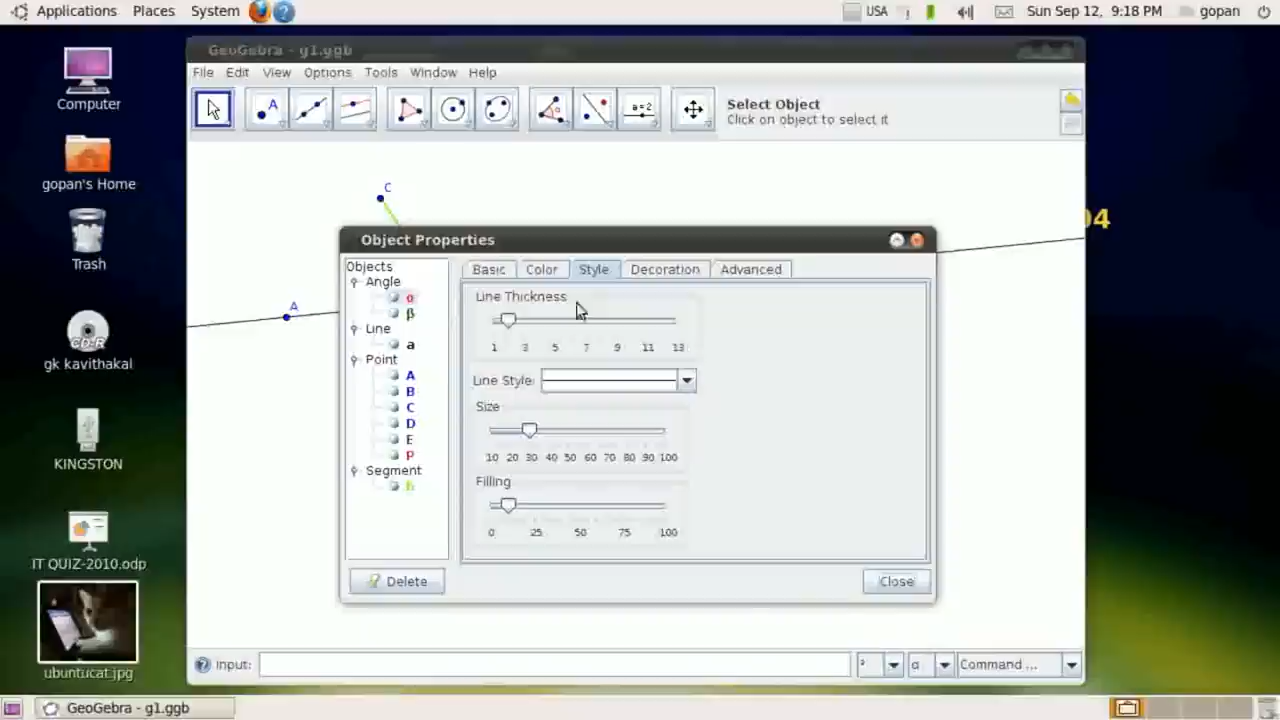 Applications Places System USA Sun Sep 12, 9:18 PM gopan
Computer
gopan's Home
Trash
gk kavithakal
KINGSTON
IT QUIZ-2010.odp
ubuntucat.jpg
04
GeoGebra - g1.ggb
File Edit View Options Tools Window Help
A
a=2
Select Object
Click on object to select it
C
A
Object Properties
Objects
Angle
α
β
Line
a
Point
A
B
C
D
E
P
Segment
b
Delete
Basic Color Style Decoration Advanced
Line Thickness
1 3 5 7 9 11 13
Line Style:
Size
10 20 30 40 50 60 70 80 90 100
Filling
0 25 50 75 100
Close
Input: ² α Command ...
GeoGebra - g1.ggb